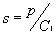 s = p/C₁